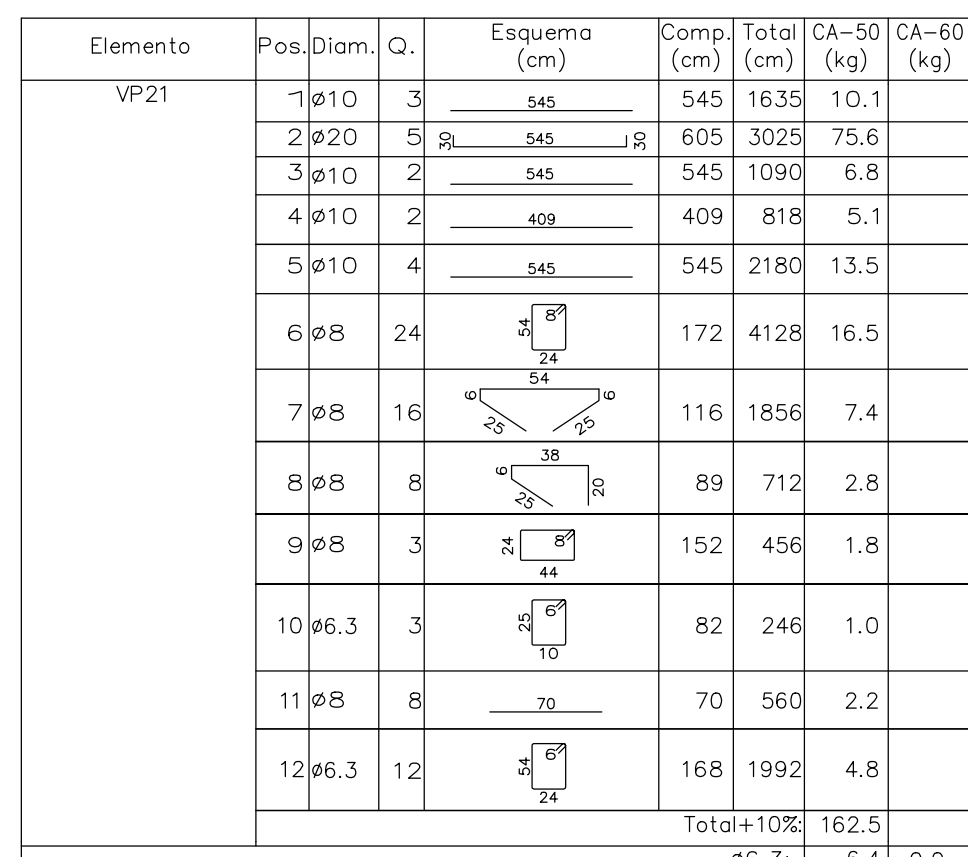 Elemento Pos. Diam. Q. Esquema (cm) Comp. (cm) Total (cm) CA-50 (kg) CA-60 (kg)
VP21 1 ø10 3 545 545 1635 10.1
2 ø20 5 30 545 30 605 3025 75.6
3 ø10 2 545 545 1090 6.8
4 ø10 2 409 409 818 5.1
5 ø10 4 545 545 2180 13.5
6 ø8 24 54 8 24 172 4128 16.5
7 ø8 16 54 6 6 25 25 116 1856 7.4
8 ø8 8 38 6 25 20 89 712 2.8
9 ø8 3 24 8 44 152 456 1.8
10 ø6.3 3 25 6 10 82 246 1.0
11 ø8 8 70 70 560 2.2
12 ø6.3 12 54 6 24 168 1992 4.8
Total+10%: 162.5